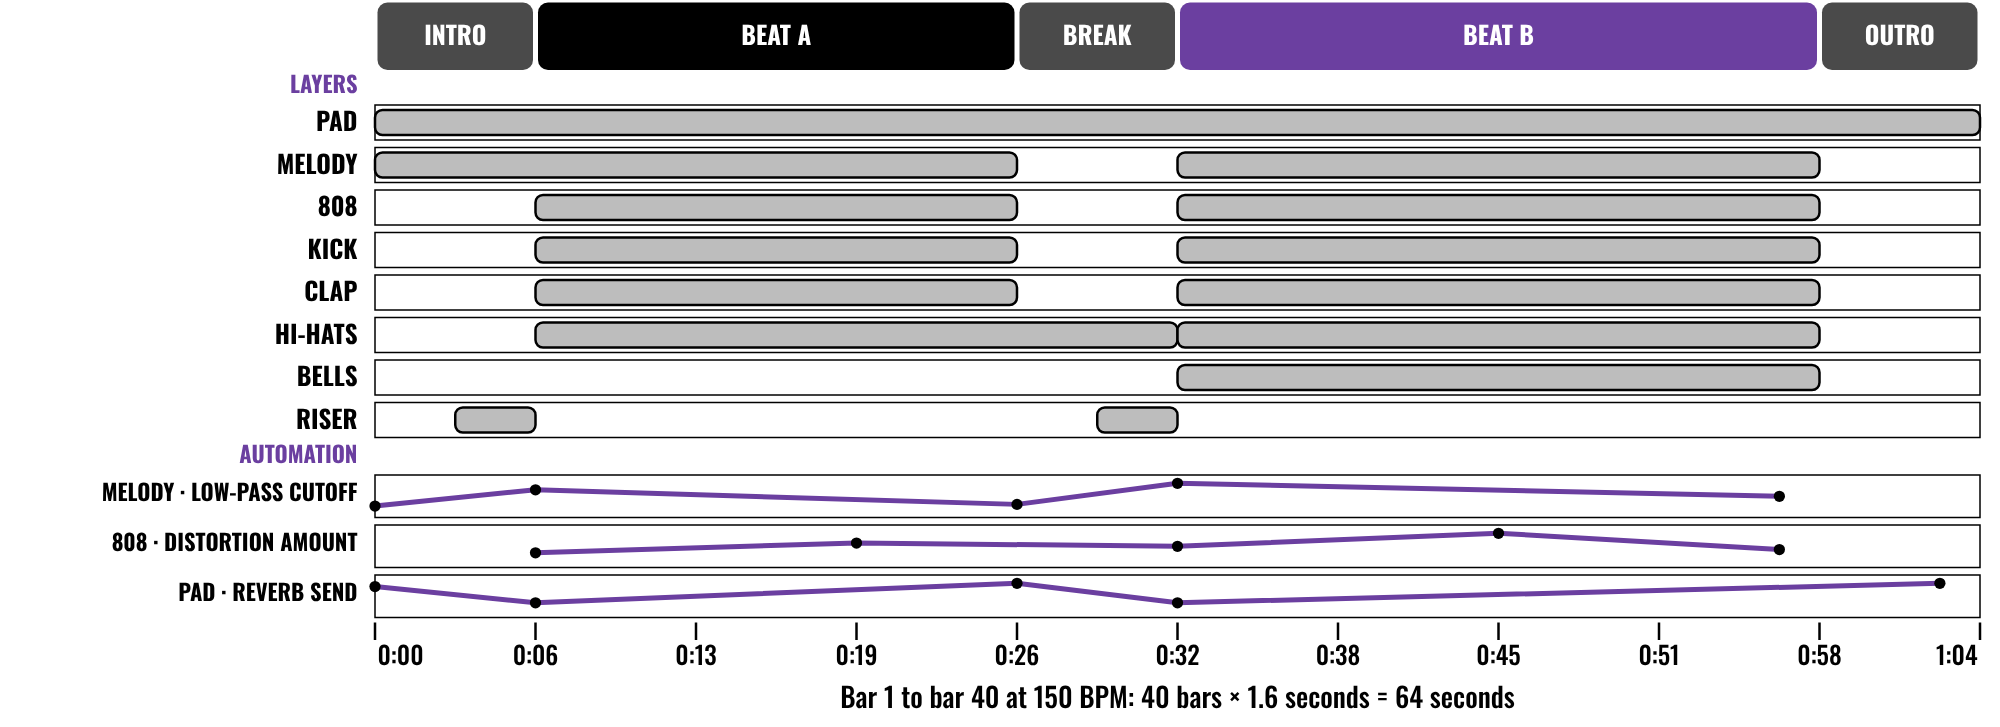 INTRO BEAT A BREAK BEAT B OUTRO
LAYERS
PAD
MELODY
808
KICK
CLAP
HI-HATS
BELLS
RISER
AUTOMATION
MELODY · LOW-PASS CUTOFF
808 · DISTORTION AMOUNT
PAD · REVERB SEND
0:00 0:06 0:13 0:19 0:26 0:32 0:38 0:45 0:51 0:58 1:04
Bar 1 to bar 40 at 150 BPM: 40 bars × 1.6 seconds = 64 seconds